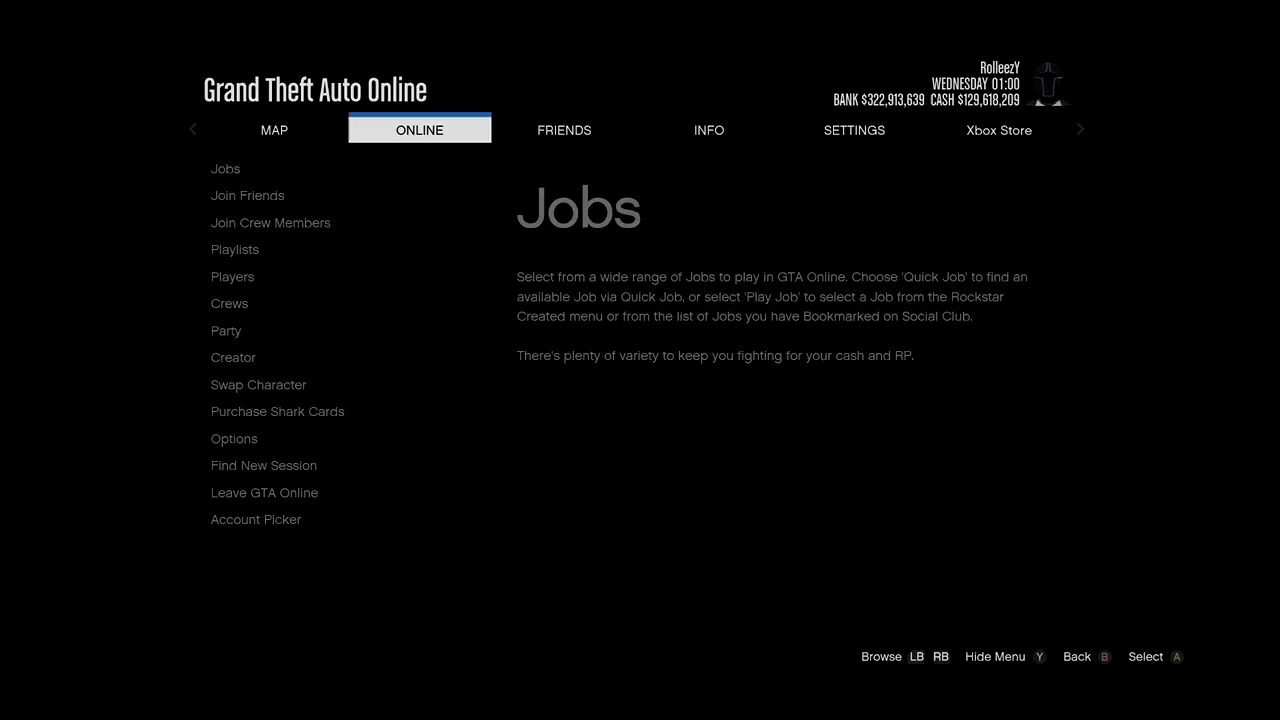 Grand Theft Auto Online
RolleezY
WEDNESDAY 01:00
BANK $322,913,639 CASH $129,618,209
MAP ONLINE FRIENDS INFO SETTINGS Xbox Store
Jobs
Join Friends
Join Crew Members
Playlists
Players
Crews
Party
Creator
Swap Character
Purchase Shark Cards
Options
Find New Session
Leave GTA Online
Account Picker
Jobs
Select from a wide range of Jobs to play in GTA Online. Choose 'Quick Job' to find an
available Job via Quick Job, or select 'Play Job' to select a Job from the Rockstar
Created menu or from the list of Jobs you have Bookmarked on Social Club.
There's plenty of variety to keep you fighting for your cash and RP.
Browse LB RB Hide Menu Y Back B Select A